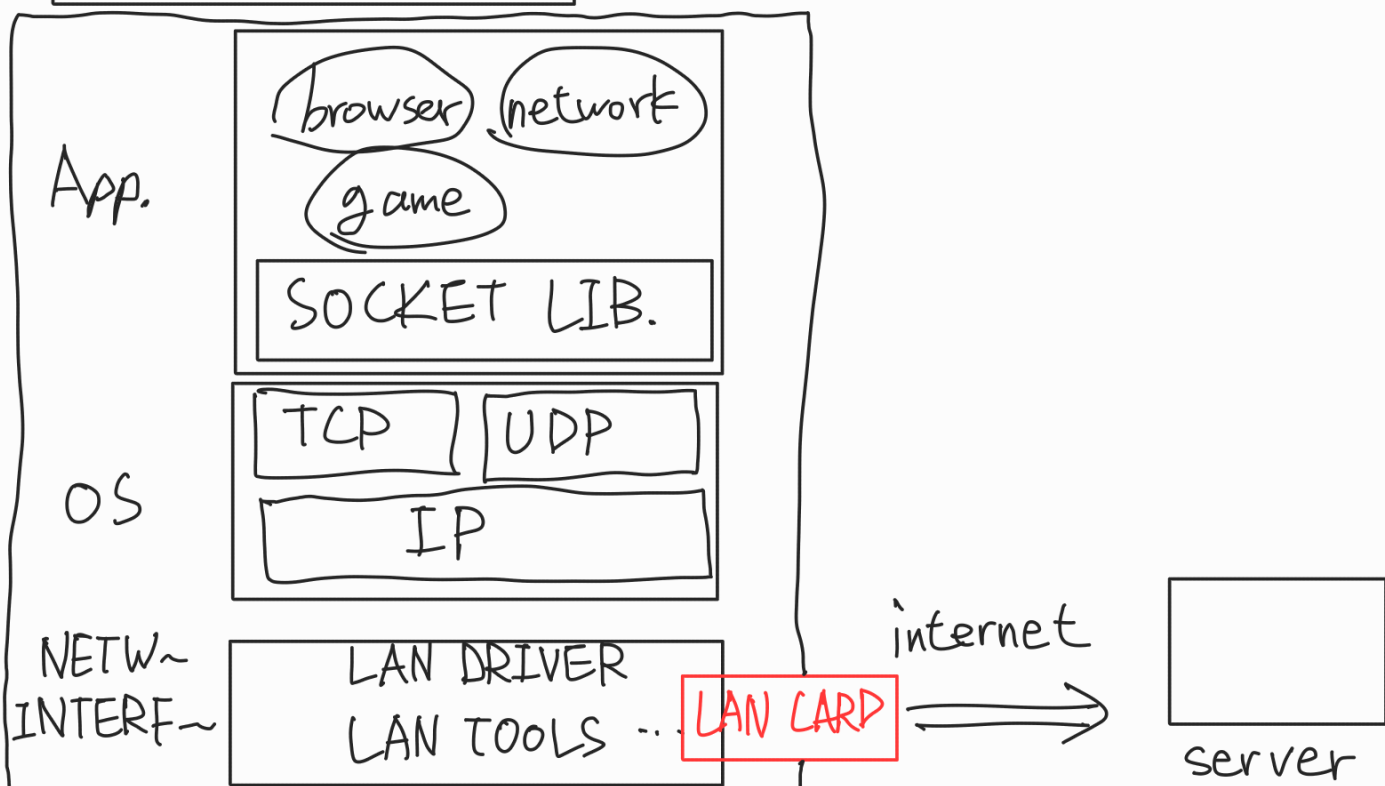 browser network
App.
game
SOCKET LIB.
TCP UDP
OS
IP
internet
NETW~
LAN DRIVER
INTERF~
LAN TOOLS ...
LAN CARD
server